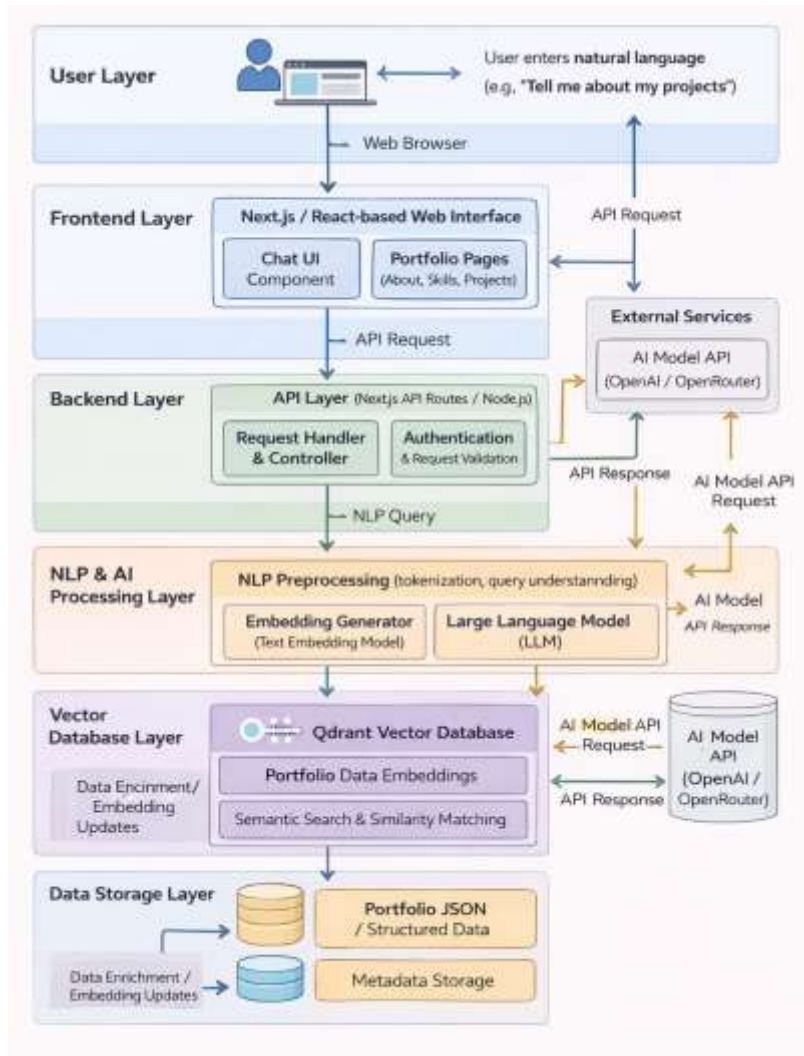 User Layer
User enters natural language
(e.g, "Tell me about my projects")
Web Browser
Frontend Layer
Next.js / React-based Web Interface
Chat UI
Component
Portfolio Pages
(About, Skills, Projects)
API Request
API Request
External Services
AI Model API
(OpenAI / OpenRouter)
Backend Layer
API Layer (Next.js API Routes / Node.js)
Request Handler
& Controller
Authentication
& Request Validation
API Response
AI Model API
Request
NLP Query
NLP & AI
Processing Layer
NLP Preprocessing (tokenization, query understannding)
Embedding Generator
(Text Embedding Model)
Large Language Model
(LLM)
AI Model
API Response
Vector
Database Layer
Qdrant Vector Database
Portfolio Data Embeddings
Semantic Search & Similarity Matching
Data Encinment/
Embedding
Updates
AI Model API
Request
API Response
AI Model
API
(OpenAI /
OpenRouter)
Data Storage Layer
Portfolio JSON
/ Structured Data
Metadata Storage
Data Enrichment /
Embedding Updates